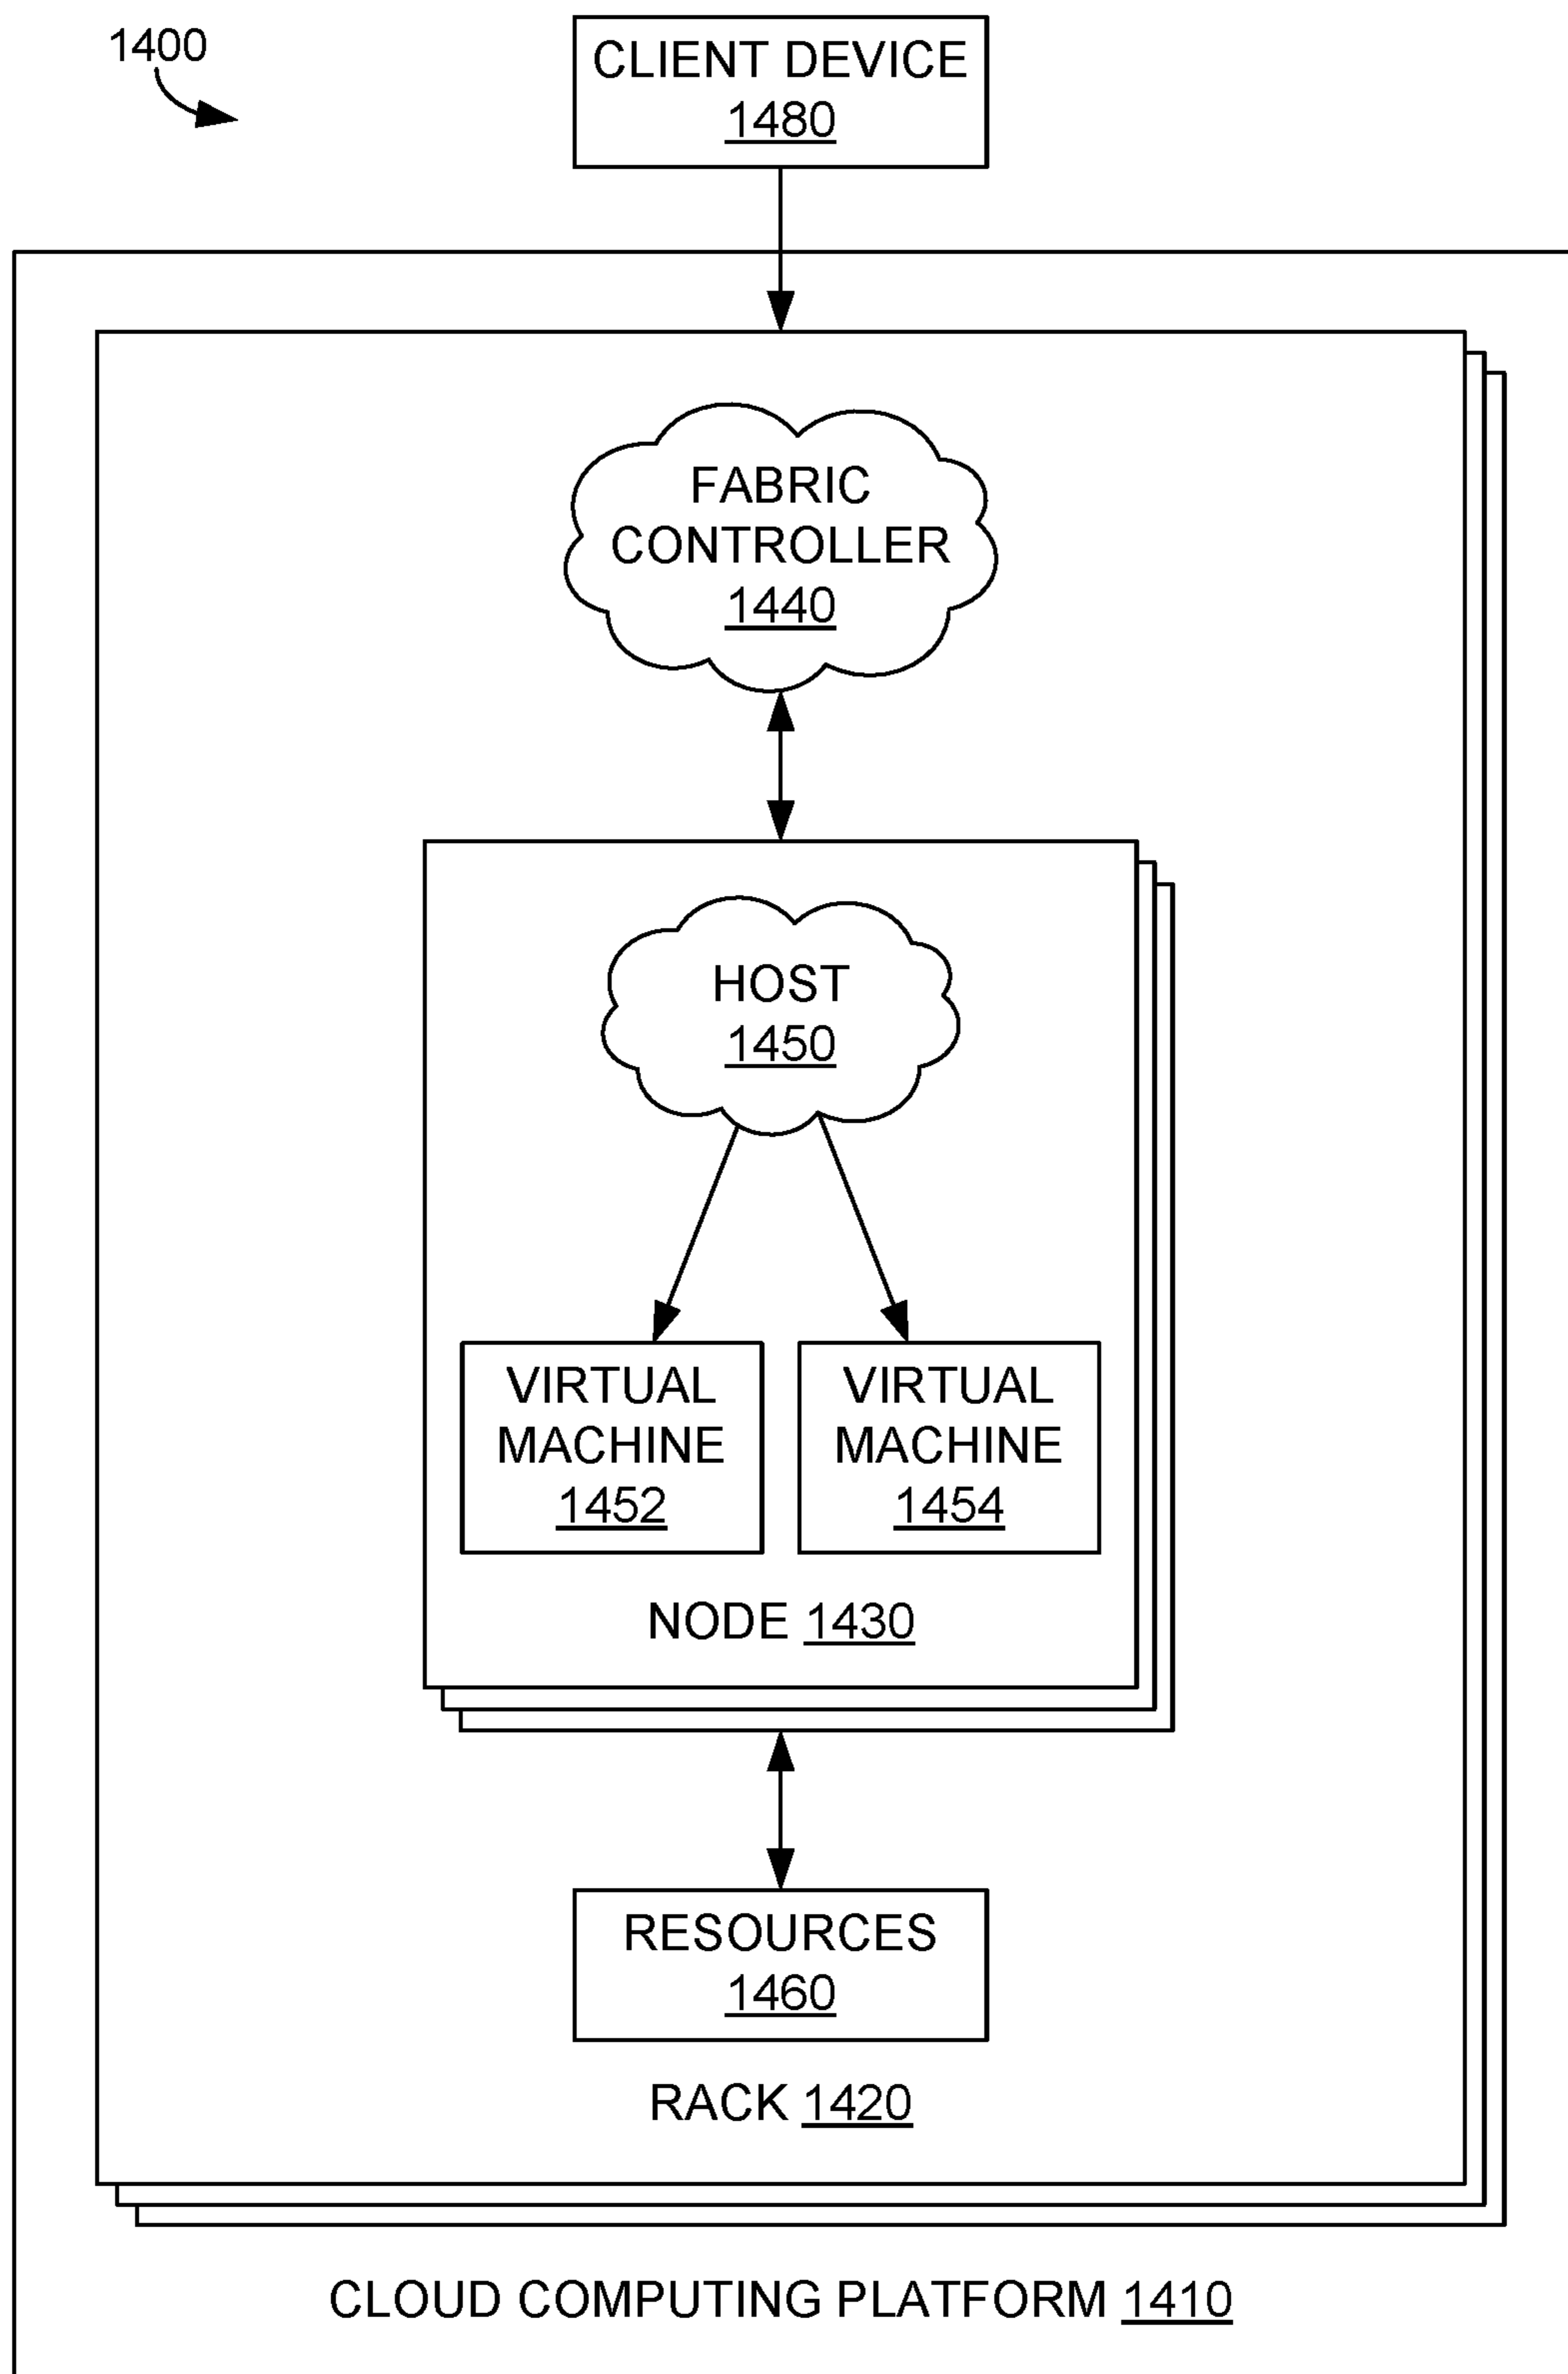 1400
CLIENT DEVICE
1480
FABRIC
CONTROLLER
1440
HOST
1450
VIRTUAL
MACHINE
1452
VIRTUAL
MACHINE
1454
NODE 1430
RESOURCES
1460
RACK 1420
CLOUD COMPUTING PLATFORM 1410